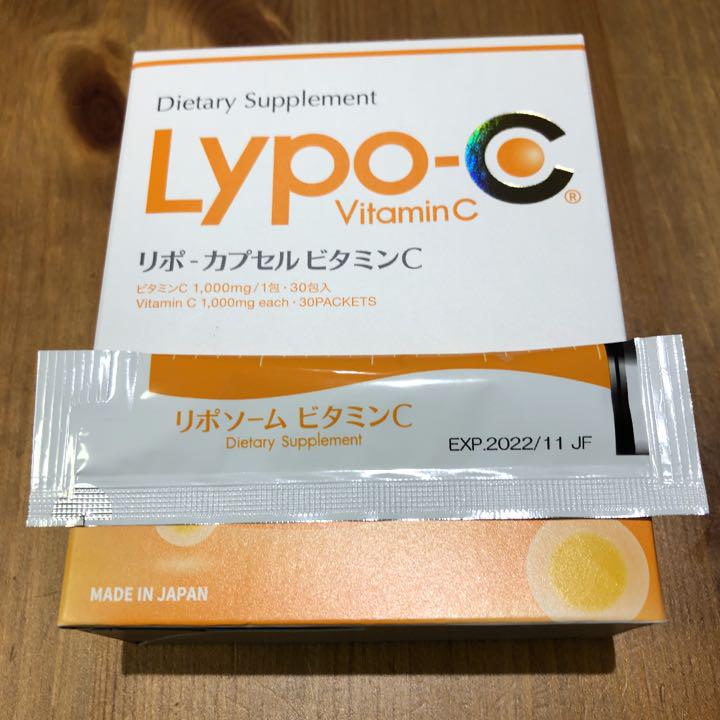 Dietary Supplement
Lypo-C®
Vitamin C
リポ-カプセル ビタミンC
ビタミンC 1,000mg/1包・30包入
Vitamin C 1,000mg each・30PACKETS
リポソーム ビタミンC
Dietary Supplement
EXP.2022/11 JF
MADE IN JAPAN